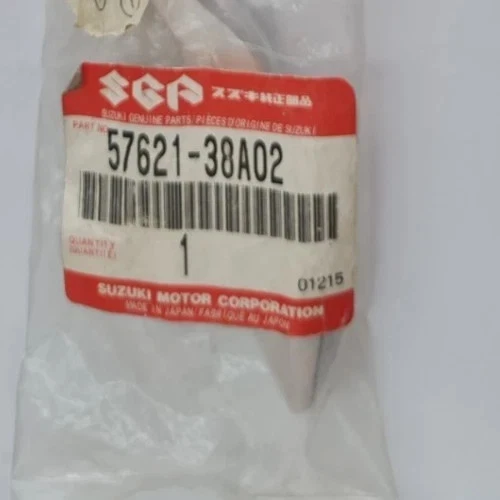 SGP スズキ純正部品
SUZUKI GENUINE PARTS/PIÈCES D'ORIGINE DE SUZUKI
PART NO.
57621-38A02
QUANTITY
(QUANTITÉ)
1
01215
SUZUKI MOTOR CORPORATION
MADE IN JAPAN/FABRIQUÉ AU JAPON